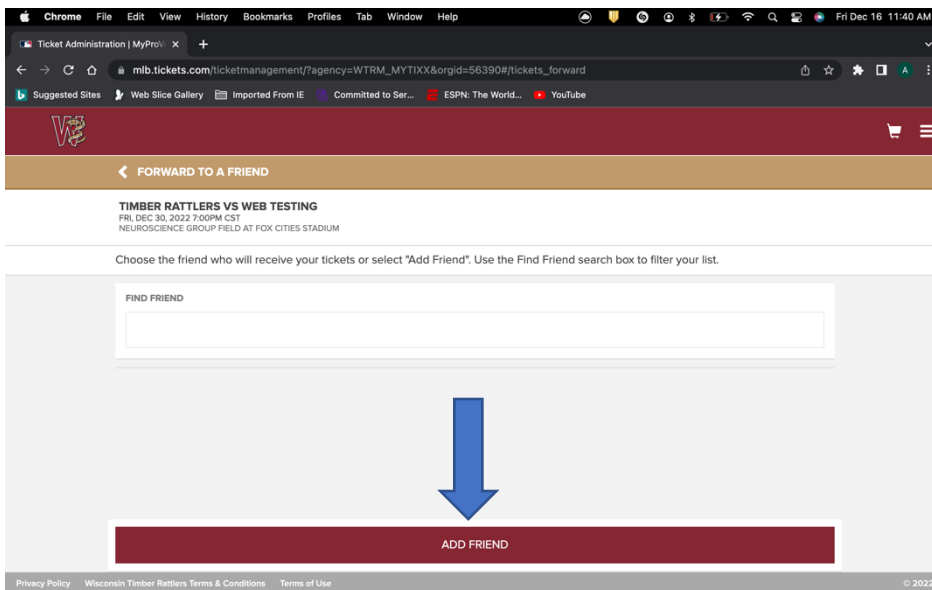 Chrome File Edit View History Bookmarks Profiles Tab Window Help Fri Dec 16 11:40 AM
Ticket Administration | MyProV
mlb.tickets.com/ticketmanagement/?agency=WTRM_MYTIXX&orgid=56390#/tickets_forward A
Suggested Sites Web Slice Gallery Imported From IE Committed to Ser... ESPN: The World... YouTube
W
FORWARD TO A FRIEND
TIMBER RATTLERS VS WEB TESTING
FRI, DEC 30, 2022 7:00PM CST
NEUROSCIENCE GROUP FIELD AT FOX CITIES STADIUM
Choose the friend who will receive your tickets or select "Add Friend". Use the Find Friend search box to filter your list.
FIND FRIEND
ADD FRIEND
Privacy Policy Wisconsin Timber Rattlers Terms & Conditions Terms of Use © 2022